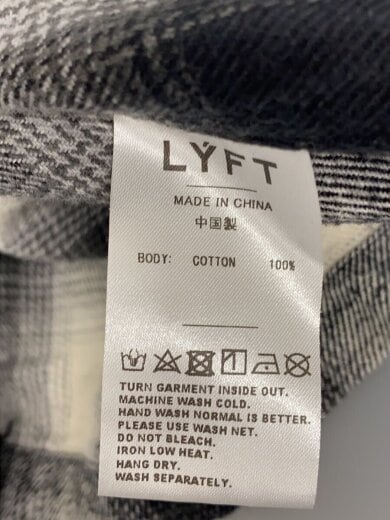 LÝFT
MADE IN CHINA
中国製
BODY: COTTON 100%
TURN GARMENT INSIDE OUT.
MACHINE WASH COLD.
HAND WASH NORMAL IS BETTER.
PLEASE USE WASH NET.
DO NOT BLEACH.
IRON LOW HEAT.
HANG DRY.
WASH SEPARATELY.